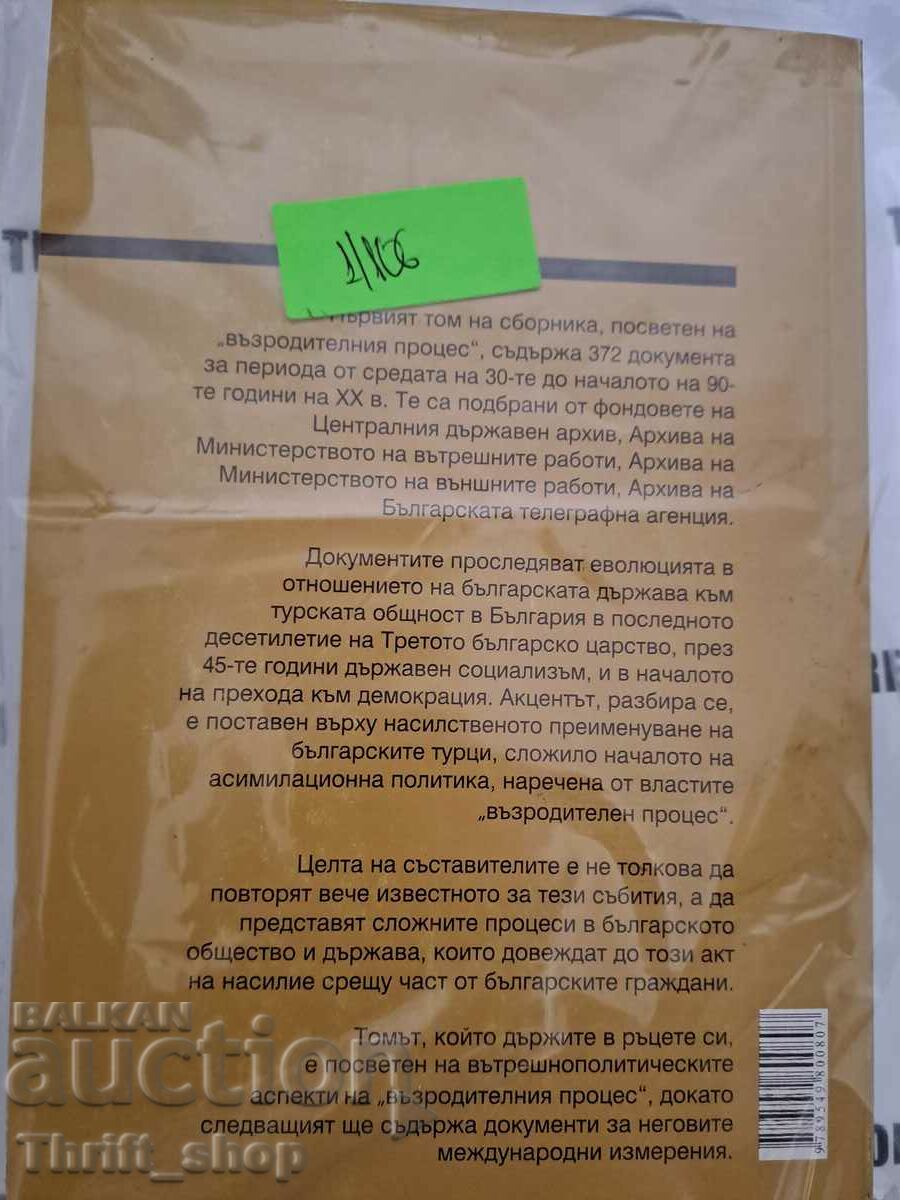 1/106
Първият том на сборника, посветен на
„възродителния процес“, съдържа 372 документа
за периода от средата на 30-те до началото на 90-
те години на XX в. Те са подбрани от фондовете на
Централния държавен архив, Архива на
Министерството на вътрешните работи, Архива на
Министерството на външните работи, Архива на
Българската телеграфна агенция.
Документите проследяват еволюцията в
отношението на българската държава към
турската общност в България в последното
десетилетие на Третото българско царство, през
45-те години държавен социализъм, и в началото
на прехода към демокрация. Акцентът, разбира се,
е поставен върху насилственото преименуване на
българските турци, сложило началото на
асимилационна политика, наречена от властите
„възродителен процес“.
Целта на съставителите е не толкова да
повторят вече известното за тези събития, а да
представят сложните процеси в българското
общество и държава, които довеждат до този акт
на насилие срещу част от българските граждани.
Томът, който държите в ръцете си,
е посветен на вътрешнополитическите
аспекти на „възродителния процес“, докато
следващият ще съдържа документи за неговите
международни измерения.
9789549800807
BALKAN
auction
Thrift_shop